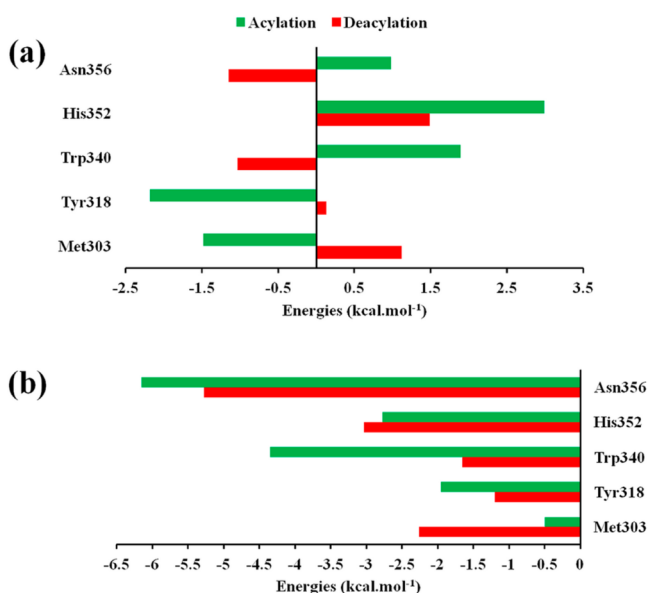 Acylation Deacylation
(a)
Asn356
His352
Trp340
Tyr318
Met303
-2.5 -1.5 -0.5 0.5 1.5 2.5 3.5
Energies (kcal.mol⁻¹)
(b)
Asn356
His352
Trp340
Tyr318
Met303
-6.5 -6 -5.5 -5 -4.5 -4 -3.5 -3 -2.5 -2 -1.5 -1 -0.5 0
Energies (kcal.mol⁻¹)